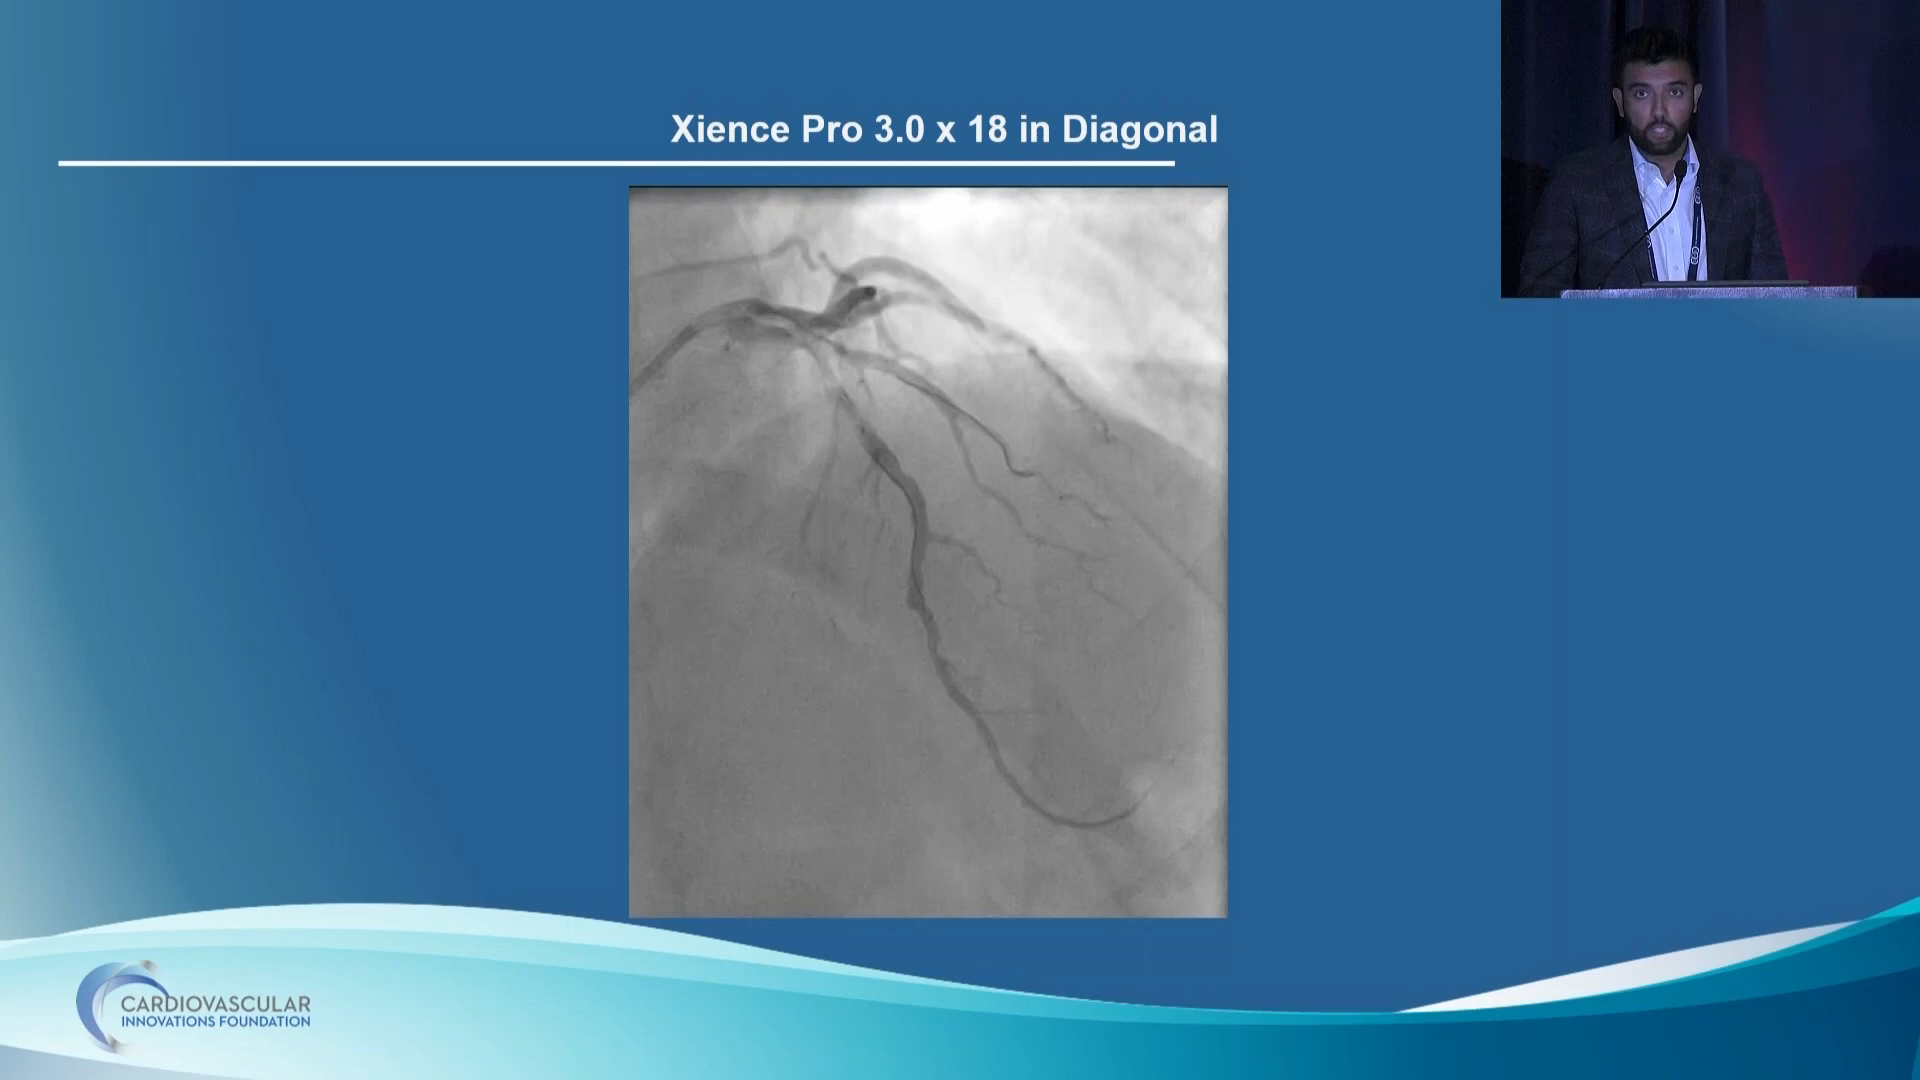 Xience Pro 3.0 x 18 in Diagonal
CARDIOVASCULAR
INNOVATIONS FOUNDATION